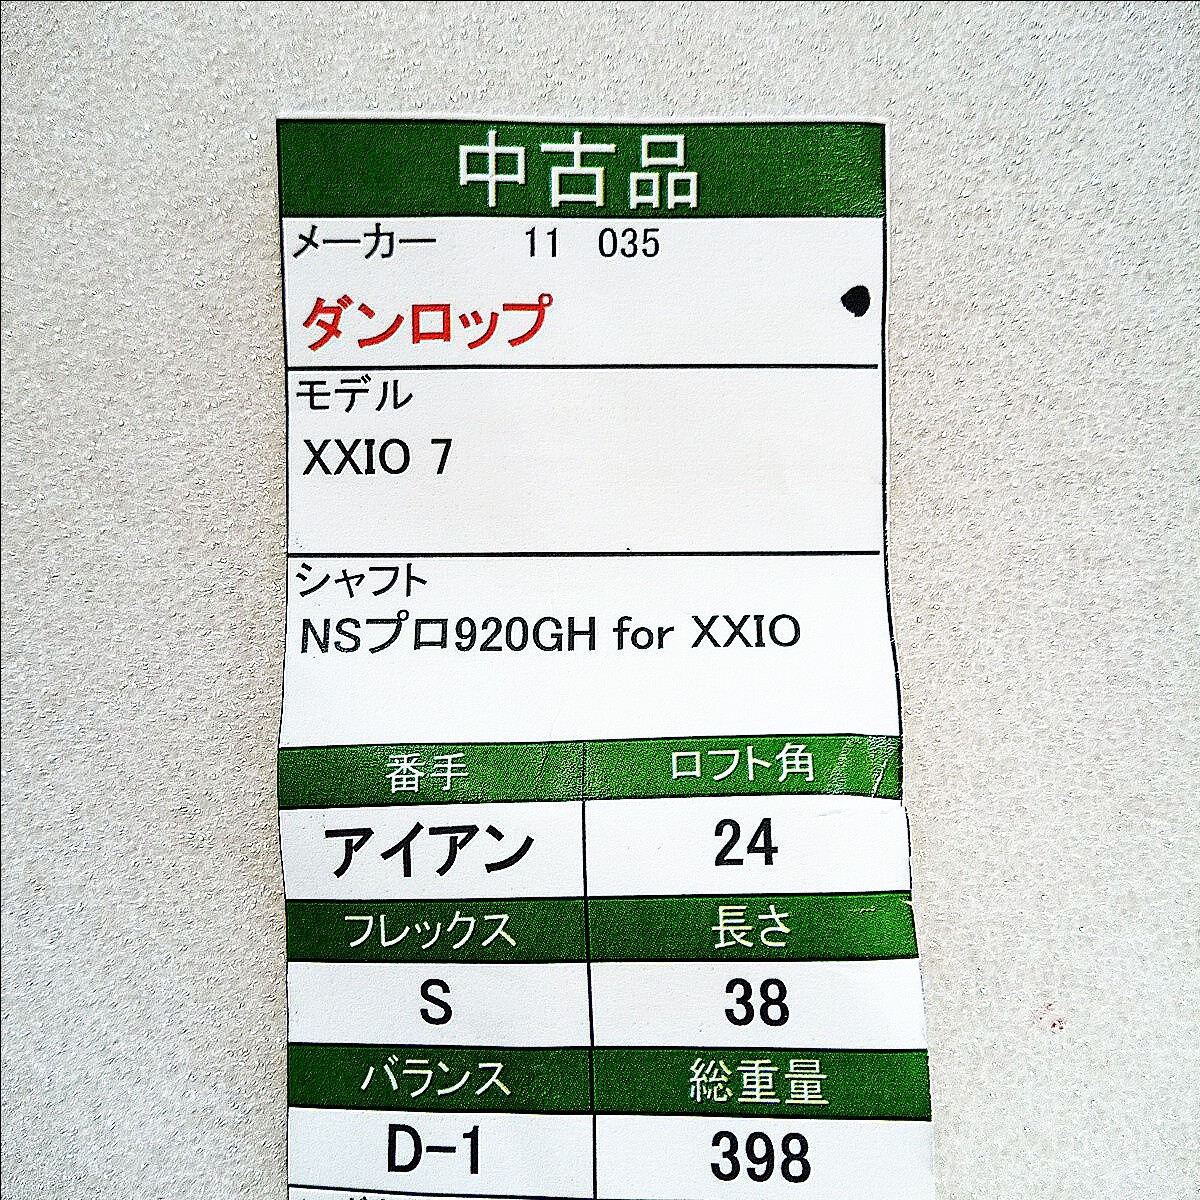 中古品
メーカー 11 035
ダンロップ
モデル
XXIO 7
シャフト
NSプロ920GH for XXIO
番手 ロフト角
アイアン 24
フレックス 長さ
S 38
バランス 総重量
D-1 398